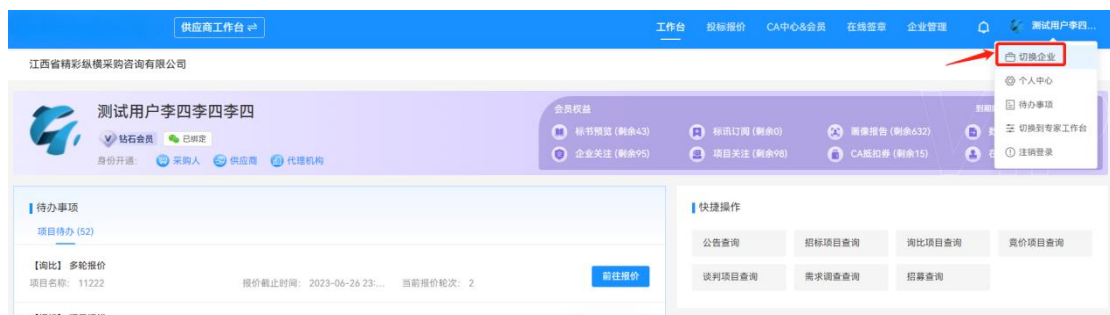 供应商工作台 ⇌ 工作台 投标报价 CA中心&会员 在线签章 企业管理 测试用户李四...
切换企业
江西省精彩纵横采购咨询有限公司
个人中心
待办事项
切换到专家工作台
注销登录
测试用户李四李四李四
钻石会员 已绑定
身份开通: 采购人 供应商 代理机构
会员权益
标书预览 (剩余43) 标讯订阅 (剩余0) 画像报告 (剩余632)
企业关注 (剩余95) 项目关注 (剩余98) CA抵扣券 (剩余15)
待办事项
项目待办 (52)
【询比】 多轮报价
项目名称: 11222 报价截止时间: 2023-06-26 23:... 当前报价轮次: 2 前往报价
快捷操作
公告查询 招标项目查询 询比项目查询 竞价项目查询
谈判项目查询 需求调查查询 招募查询